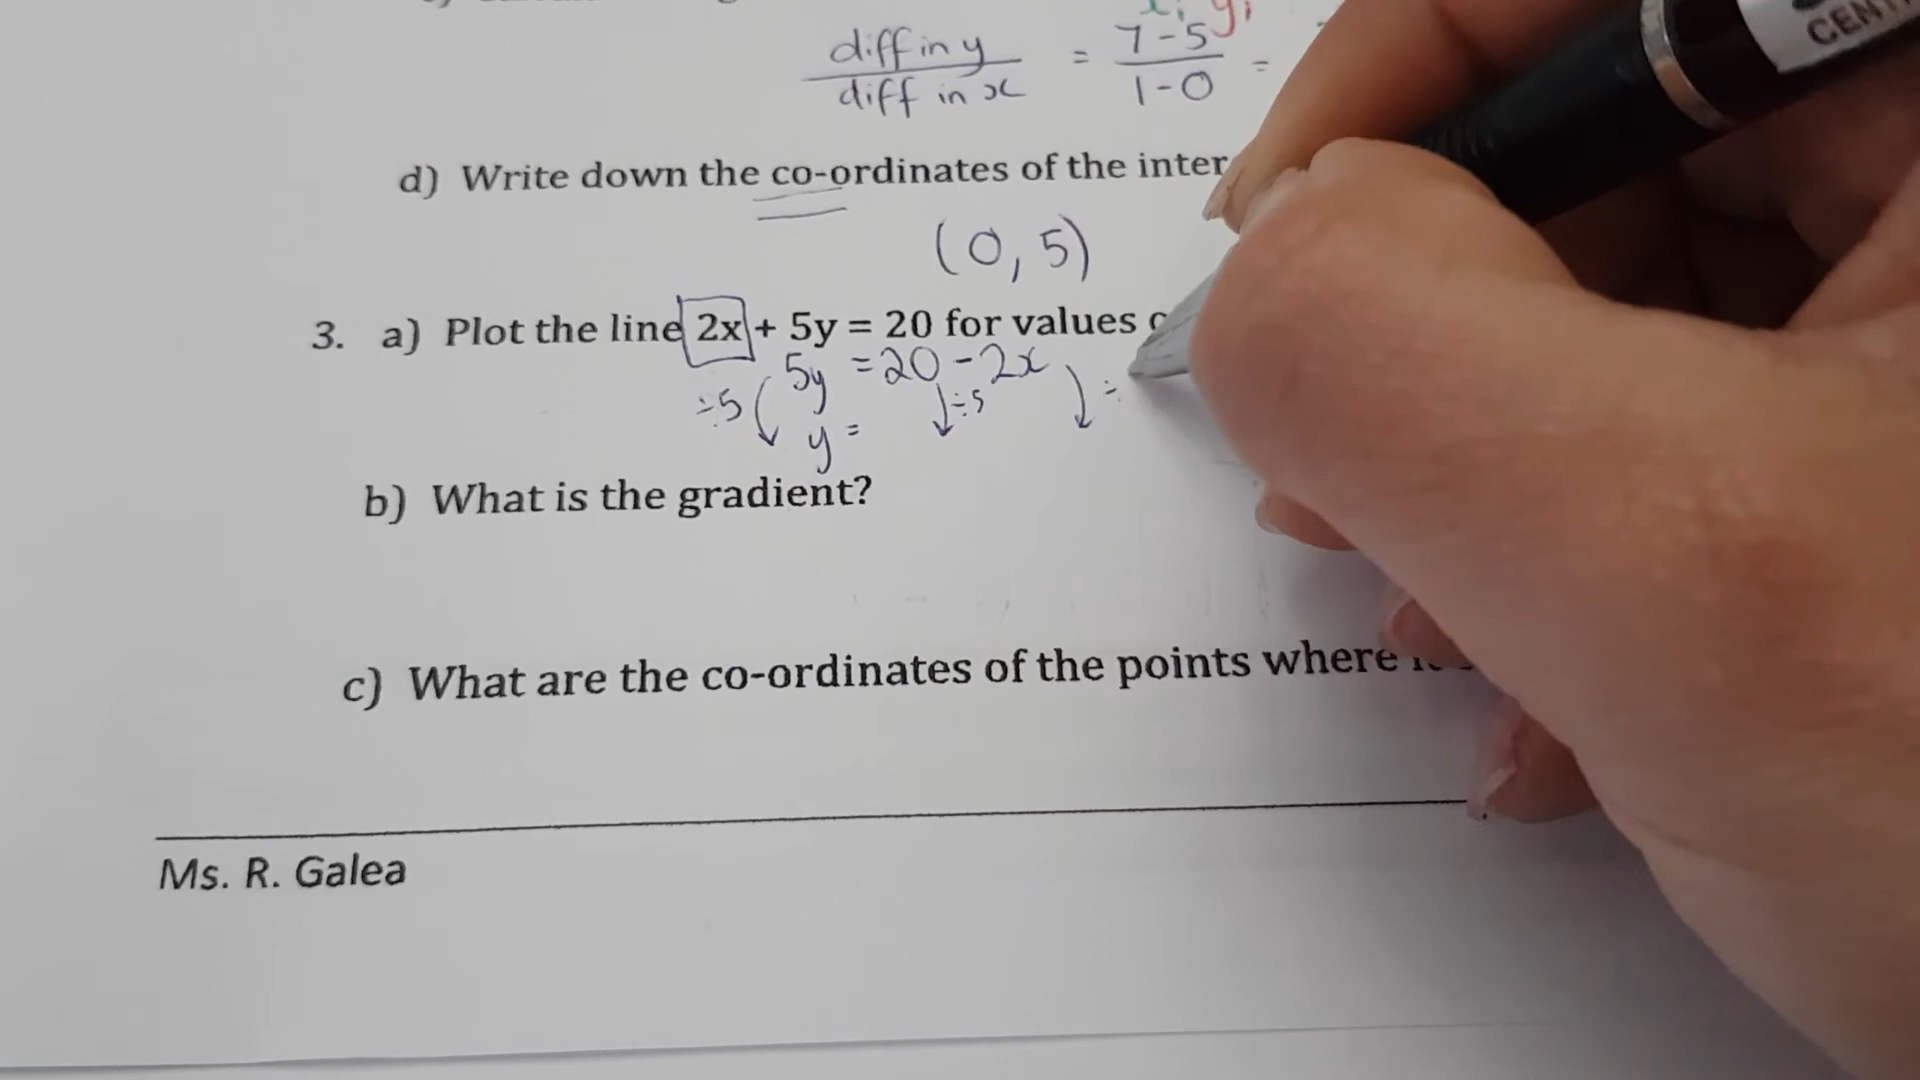 diff in y = 7-5 =
diff in x 1-0
d) Write down the co-ordinates of the
(0, 5)
3. a) Plot the line 2x + 5y = 20 for values
5y = 20 - 2x
÷5 ÷5 ÷
y =
b) What is the gradient?
c) What are the co-ordinates of the points where
Ms. R. Galea